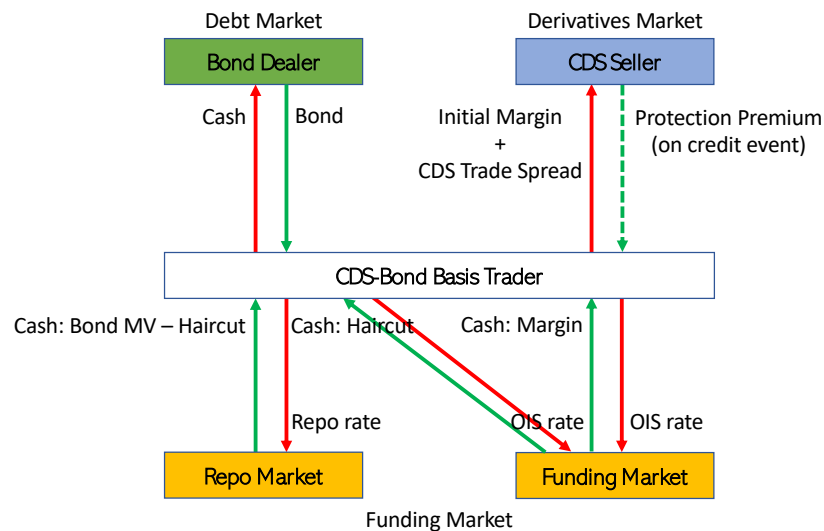 Debt Market
Derivatives Market
Bond Dealer
CDS Seller
Cash
Bond
Initial Margin
+
CDS Trade Spread
Protection Premium
(on credit event)
CDS-Bond Basis Trader
Cash: Bond MV – Haircut
Cash: Haircut
Cash: Margin
Repo rate
OIS rate
OIS rate
Repo Market
Funding Market
Funding Market